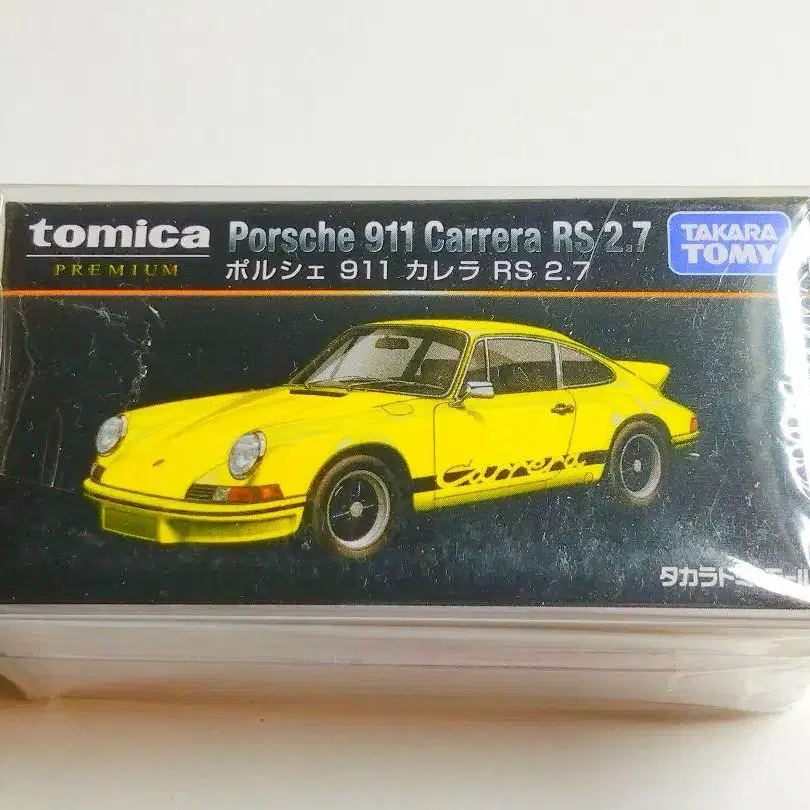 tomica
PREMIUM
Porsche 911 Carrera RS 2.7
ポルシェ 911 カレラ RS 2.7
TAKARA
TOMY
Carrera